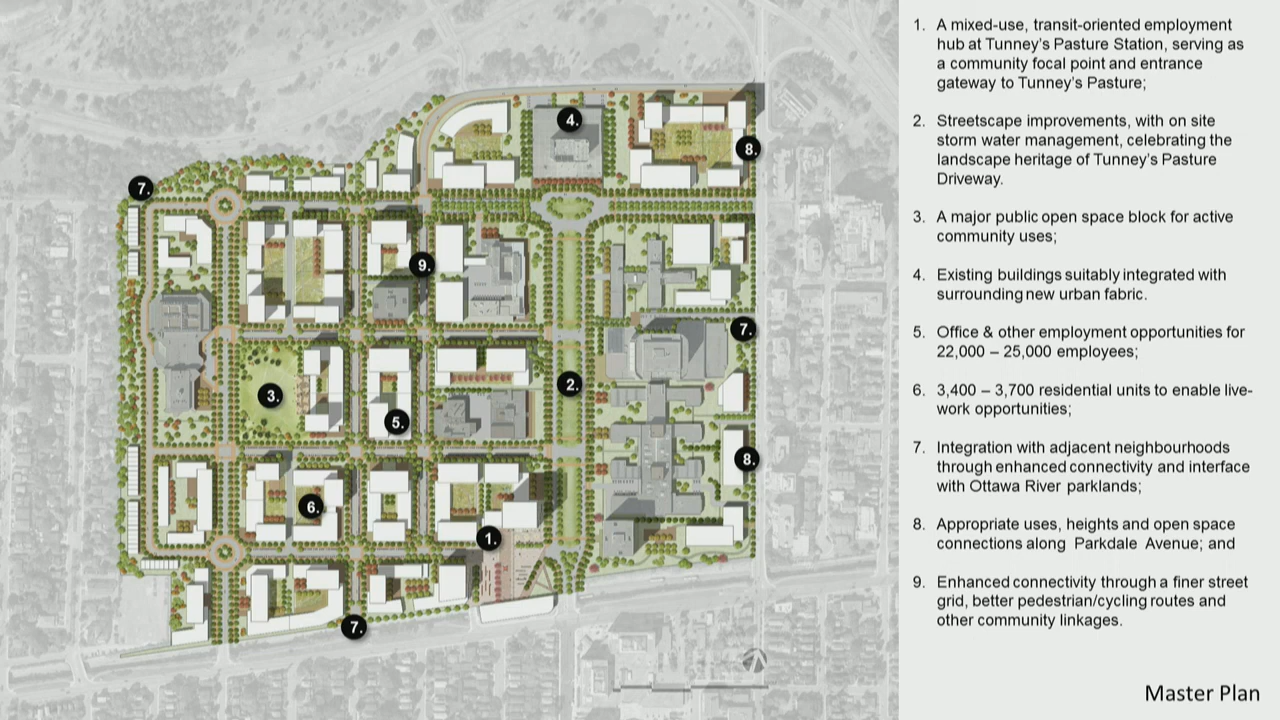 1. A mixed-use, transit-oriented employment
hub at Tunney's Pasture Station, serving as
a community focal point and entrance
gateway to Tunney's Pasture;
2. Streetscape improvements, with on site
storm water management, celebrating the
landscape heritage of Tunney's Pasture
Driveway.
3. A major public open space block for active
community uses;
4. Existing buildings suitably integrated with
surrounding new urban fabric.
5. Office & other employment opportunities for
22,000 – 25,000 employees;
6. 3,400 – 3,700 residential units to enable live-
work opportunities;
7. Integration with adjacent neighbourhoods
through enhanced connectivity and interface
with Ottawa River parklands;
8. Appropriate uses, heights and open space
connections along Parkdale Avenue; and
9. Enhanced connectivity through a finer street
grid, better pedestrian/cycling routes and
other community linkages.
Master Plan
4.
8.
7.
9.
7.
2.
3.
5.
8.
6.
1.
7.